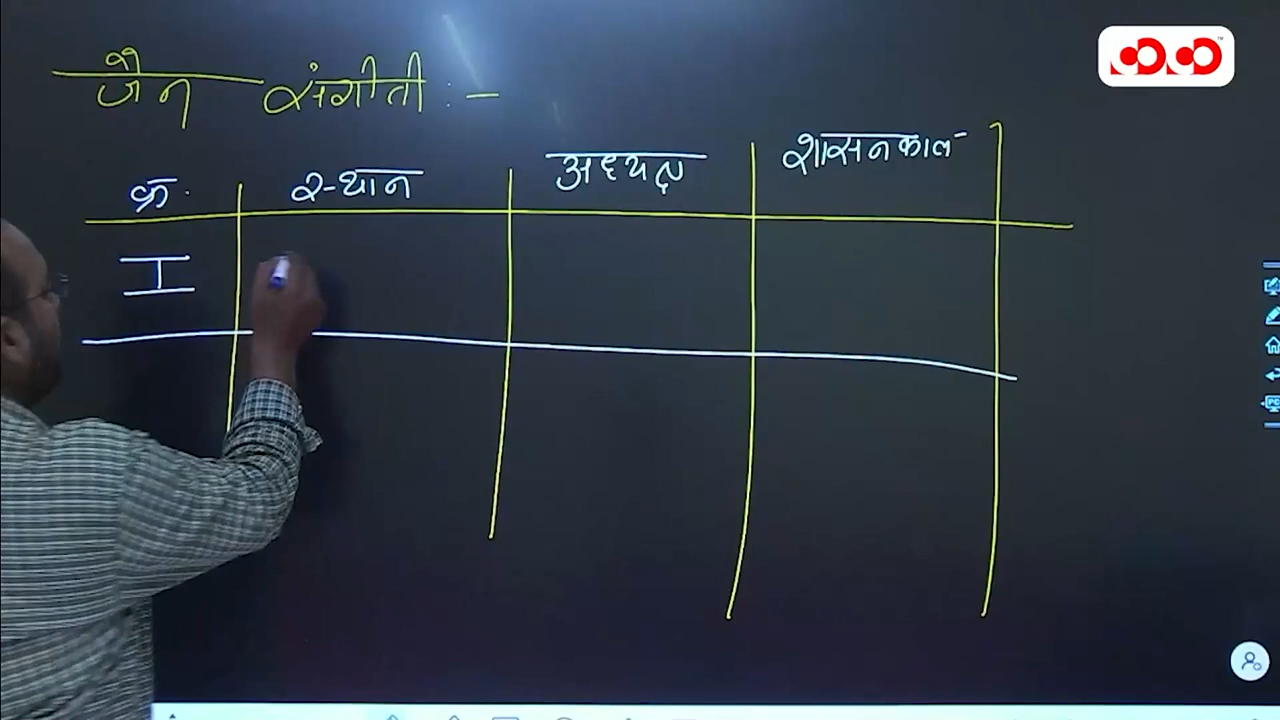 जैन संगीती :-
क्र. स्थान अध्यक्ष शासनकाल
I